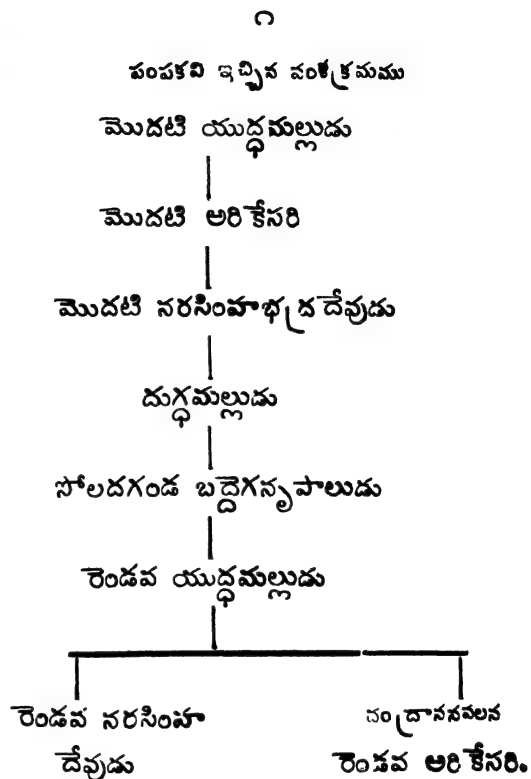 ౧
పంపకవి ఇచ్చిన వంశక్రమము
మొదటి యుద్ధమల్లుడు
మొదటి అరికేసరి
మొదటి నరసింహభద్రదేవుడు
దుగ్ధమల్లుడు
సోలదగండ బద్దెగనృపాలుడు
రెండవ యుద్ధమల్లుడు
రెండవ నరసింహ
దేవుడు
చంద్రాననవలన
రెండవ అరికేసరి.